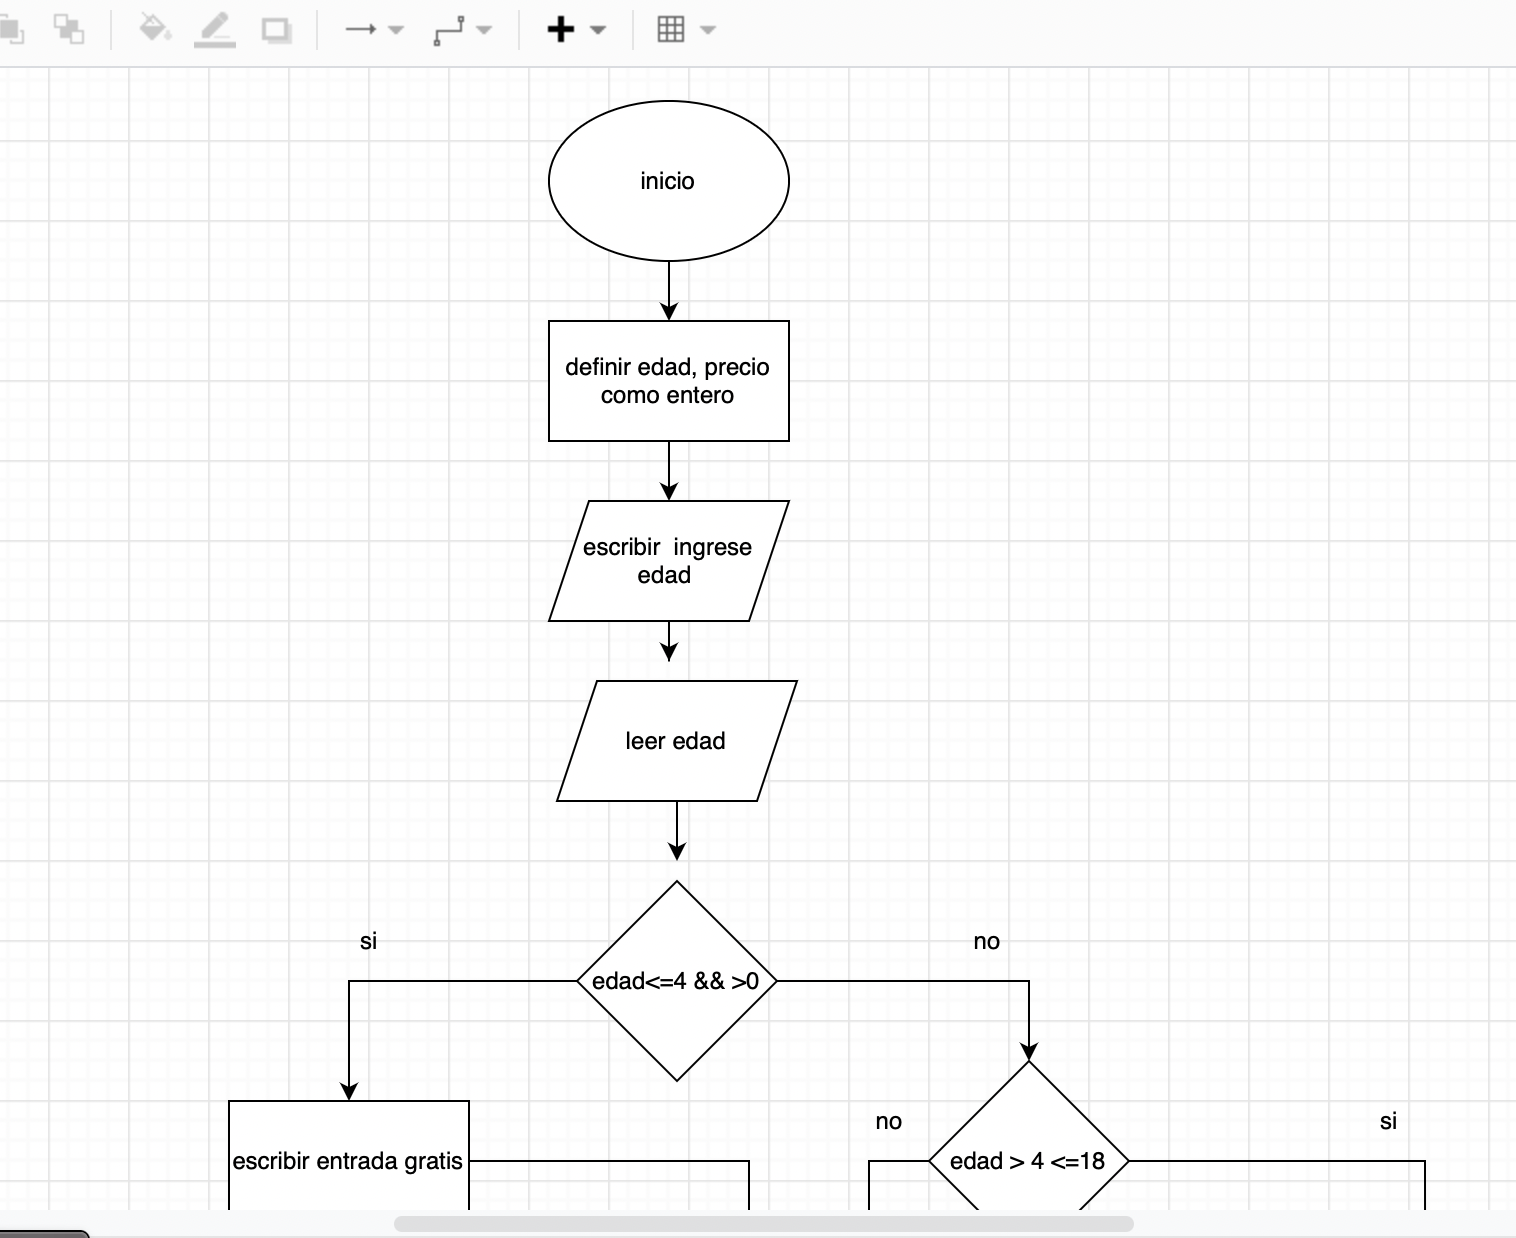 inicio
definir edad, precio
como entero
escribir  ingrese
edad
leer edad
si
no
edad<=4 && >0
no
si
escribir entrada gratis
edad > 4 <=18